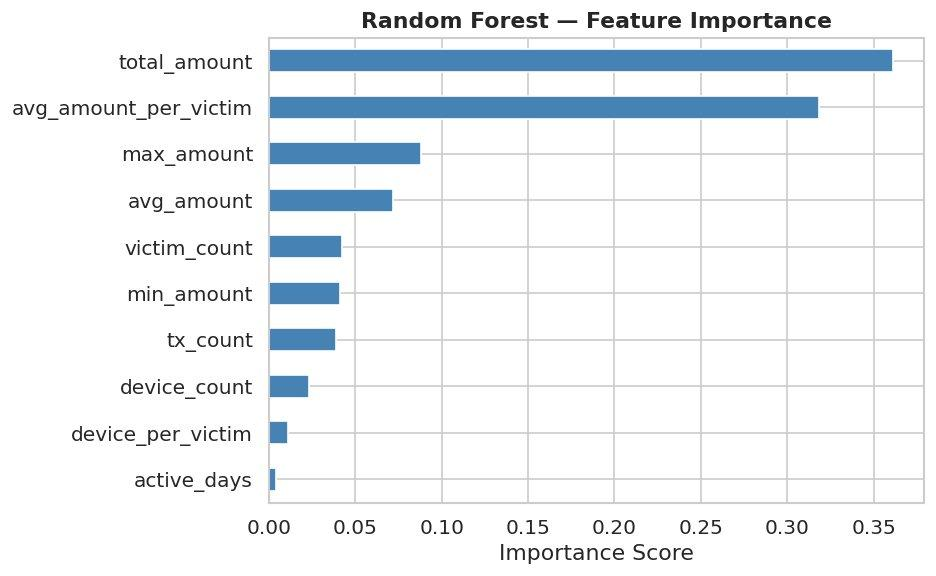 Random Forest — Feature Importance
total_amount
avg_amount_per_victim
max_amount
avg_amount
victim_count
min_amount
tx_count
device_count
device_per_victim
active_days
0.00 0.05 0.10 0.15 0.20 0.25 0.30 0.35
Importance Score